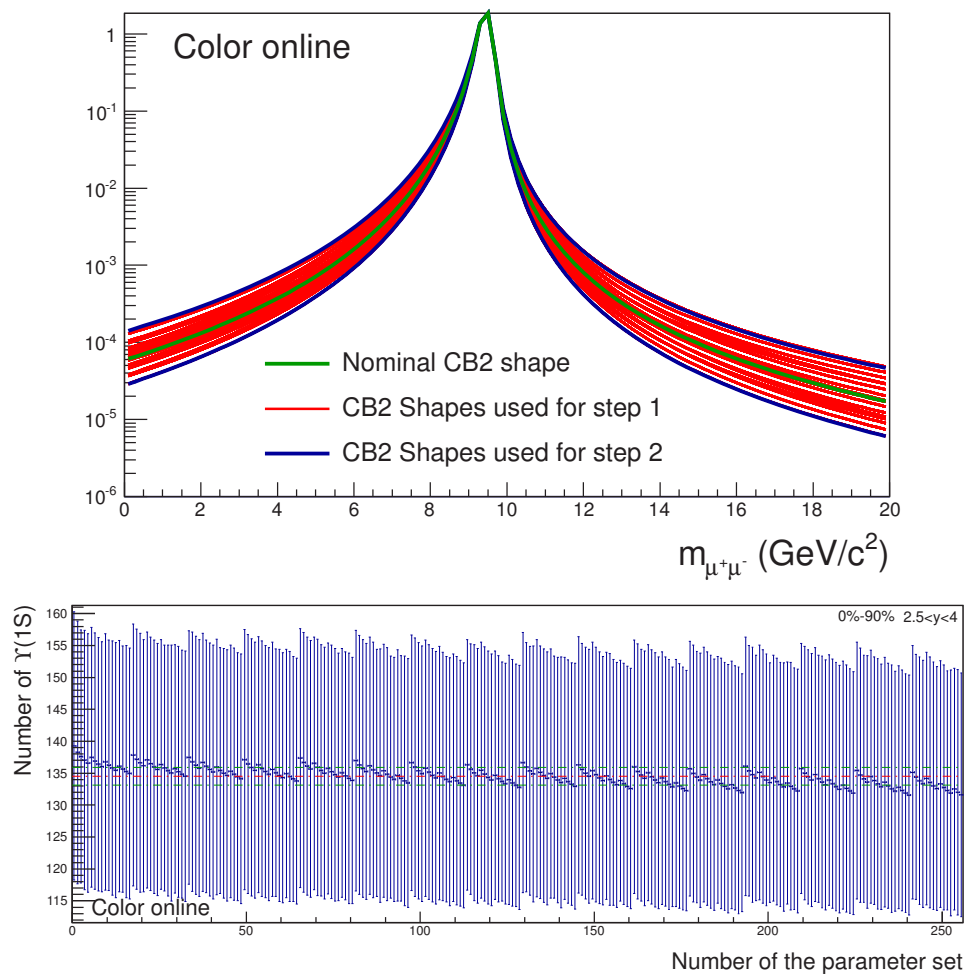 1
10⁻¹
10⁻²
10⁻³
10⁻⁴
10⁻⁵
10⁻⁶
Color online
Nominal CB2 shape
CB2 Shapes used for step 1
CB2 Shapes used for step 2
0 2 4 6 8 10 12 14 16 18 20
m_μ⁺μ⁻ (GeV/c²)
Number of ϒ(1S)
160
155
150
145
140
135
130
125
120
115
0%-90% 2.5<y<4
Color online
0 50 100 150 200 250
Number of the parameter set